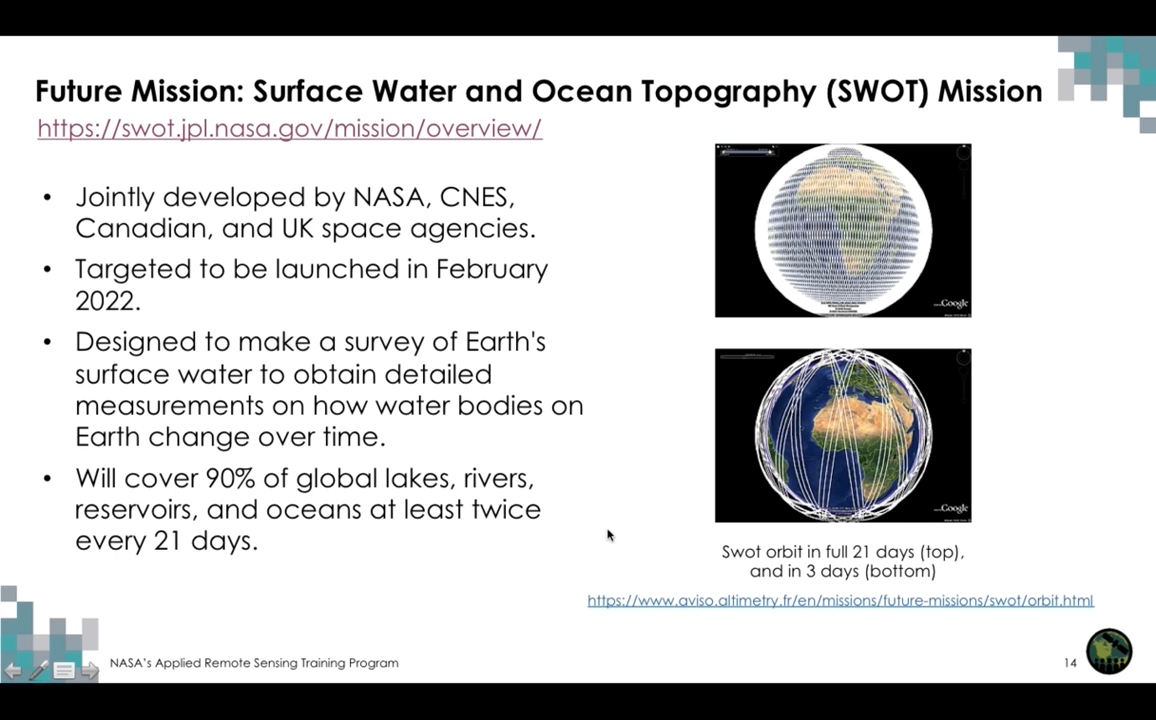 Future Mission: Surface Water and Ocean Topography (SWOT) Mission
https://swot.jpl.nasa.gov/mission/overview/
• Jointly developed by NASA, CNES,
Canadian, and UK space agencies.
• Targeted to be launched in February
2022.
• Designed to make a survey of Earth's
surface water to obtain detailed
measurements on how water bodies on
Earth change over time.
• Will cover 90% of global lakes, rivers,
reservoirs, and oceans at least twice
every 21 days.
Google
Google
Swot orbit in full 21 days (top),
and in 3 days (bottom)
https://www.aviso.altimetry.fr/en/missions/future-missions/swot/orbit.html
NASA's Applied Remote Sensing Training Program
14